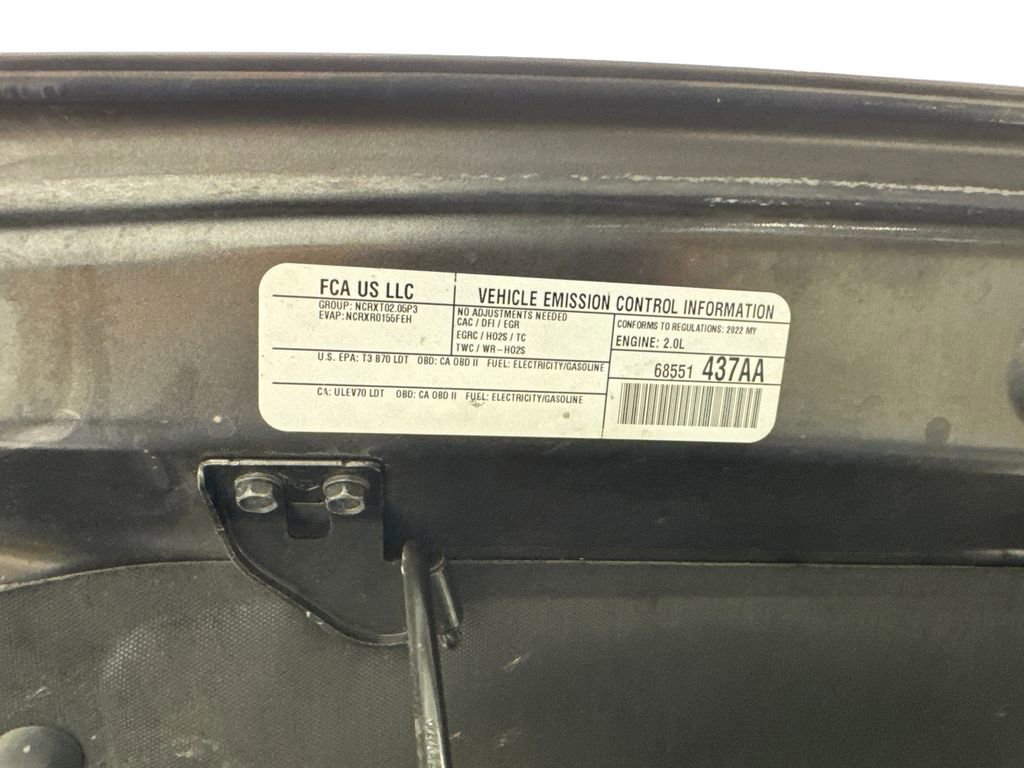 FCA US LLC
GROUP: NCRXT02.05P3
EVAP: NCRXR0155FEH
VEHICLE EMISSION CONTROL INFORMATION
NO ADJUSTMENTS NEEDED
CAC / DFI / EGR
EGRC / HO2S / TC
TWC / WR-HO2S
CONFORMS TO REGULATIONS: 2022 MY
ENGINE: 2.0L
U.S. EPA: T3 B70 LDT OBD: CA OBD II FUEL: ELECTRICITY/GASOLINE
CA: ULEV70 LDT OBD: CA OBD II FUEL: ELECTRICITY/GASOLINE
68551 437AA